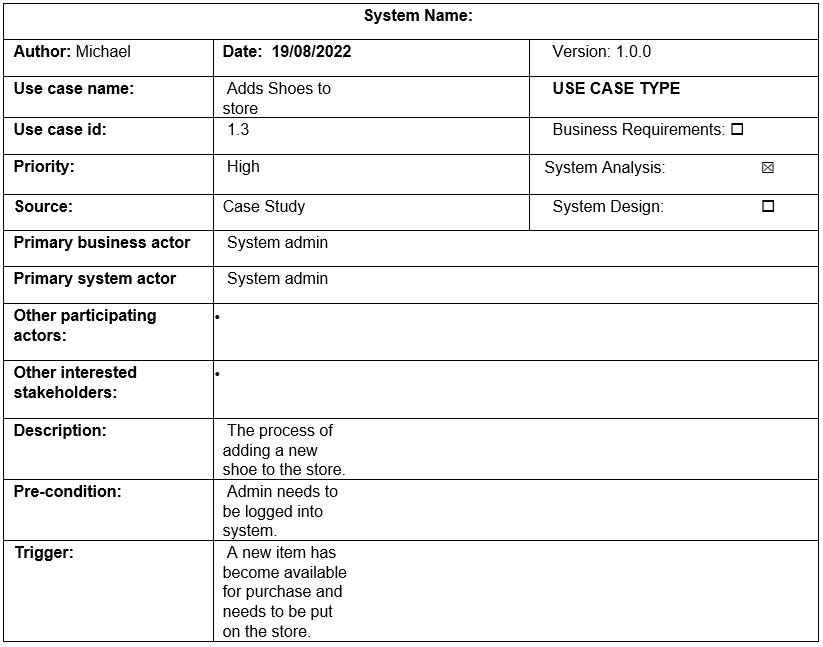 System Name:
Author: Michael
Date: 19/08/2022
Version: 1.0.0
Use case name:
Adds Shoes to
store
USE CASE TYPE
Use case id:
1.3
Business Requirements: ☐
Priority:
High
System Analysis: ☒
Source:
Case Study
System Design: ☐
Primary business actor
System admin
Primary system actor
System admin
Other participating
actors:
•
Other interested
stakeholders:
•
Description:
The process of
adding a new
shoe to the store.
Pre-condition:
Admin needs to
be logged into
system.
Trigger:
A new item has
become available
for purchase and
needs to be put
on the store.